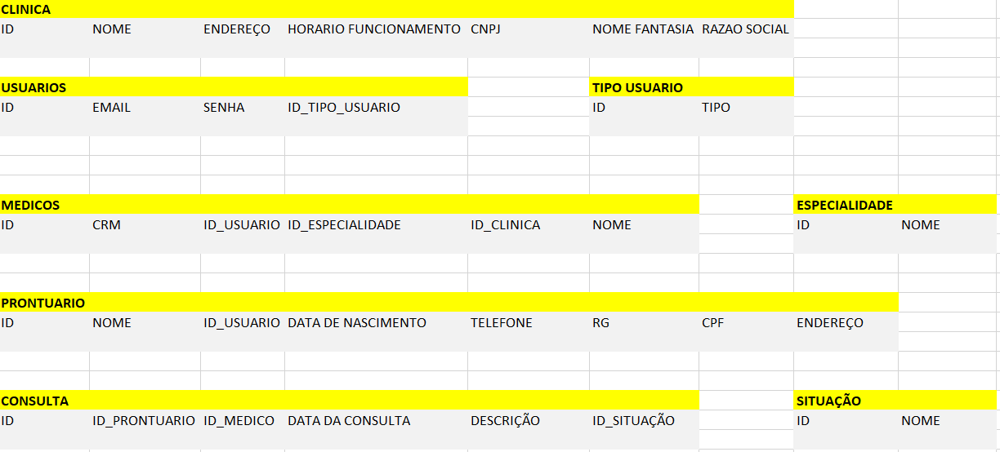 CLINICA
ID NOME ENDEREÇO HORARIO FUNCIONAMENTO CNPJ NOME FANTASIA RAZAO SOCIAL
USUARIOS TIPO USUARIO
ID EMAIL SENHA ID_TIPO_USUARIO ID TIPO
MEDICOS ESPECIALIDADE
ID CRM ID_USUARIO ID_ESPECIALIDADE ID_CLINICA NOME ID NOME
PRONTUARIO
ID NOME ID_USUARIO DATA DE NASCIMENTO TELEFONE RG CPF ENDEREÇO
CONSULTA SITUAÇÃO
ID ID_PRONTUARIO ID_MEDICO DATA DA CONSULTA DESCRIÇÃO ID_SITUAÇÃO ID NOME